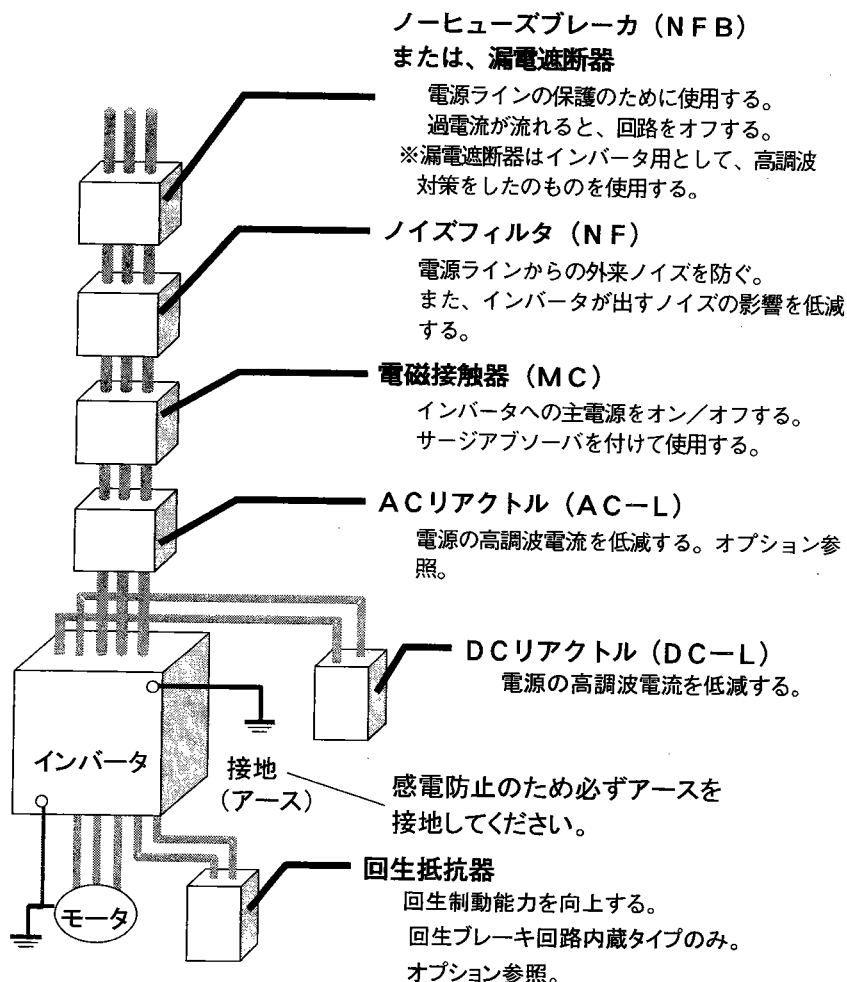 ノーヒューズブレーカ（NFB）
または、漏電遮断器
電源ラインの保護のために使用する。
過電流が流れると、回路をオフする。
※漏電遮断器はインバータ用として、高調波
対策をしたのものを使用する。
ノイズフィルタ（NF）
電源ラインからの外来ノイズを防ぐ。
また、インバータが出すノイズの影響を低減
する。
電磁接触器（MC）
インバータへの主電源をオン／オフする。
サージアブソーバを付けて使用する。
ACリアクトル（AC－L）
電源の高調波電流を低減する。オプション参
照。
DCリアクトル（DC－L）
電源の高調波電流を低減する。
インバータ
接地
（アース）
感電防止のため必ずアースを
接地してください。
回生抵抗器
回生制動能力を向上する。
回生ブレーキ回路内蔵タイプのみ。
オプション参照。
モータ